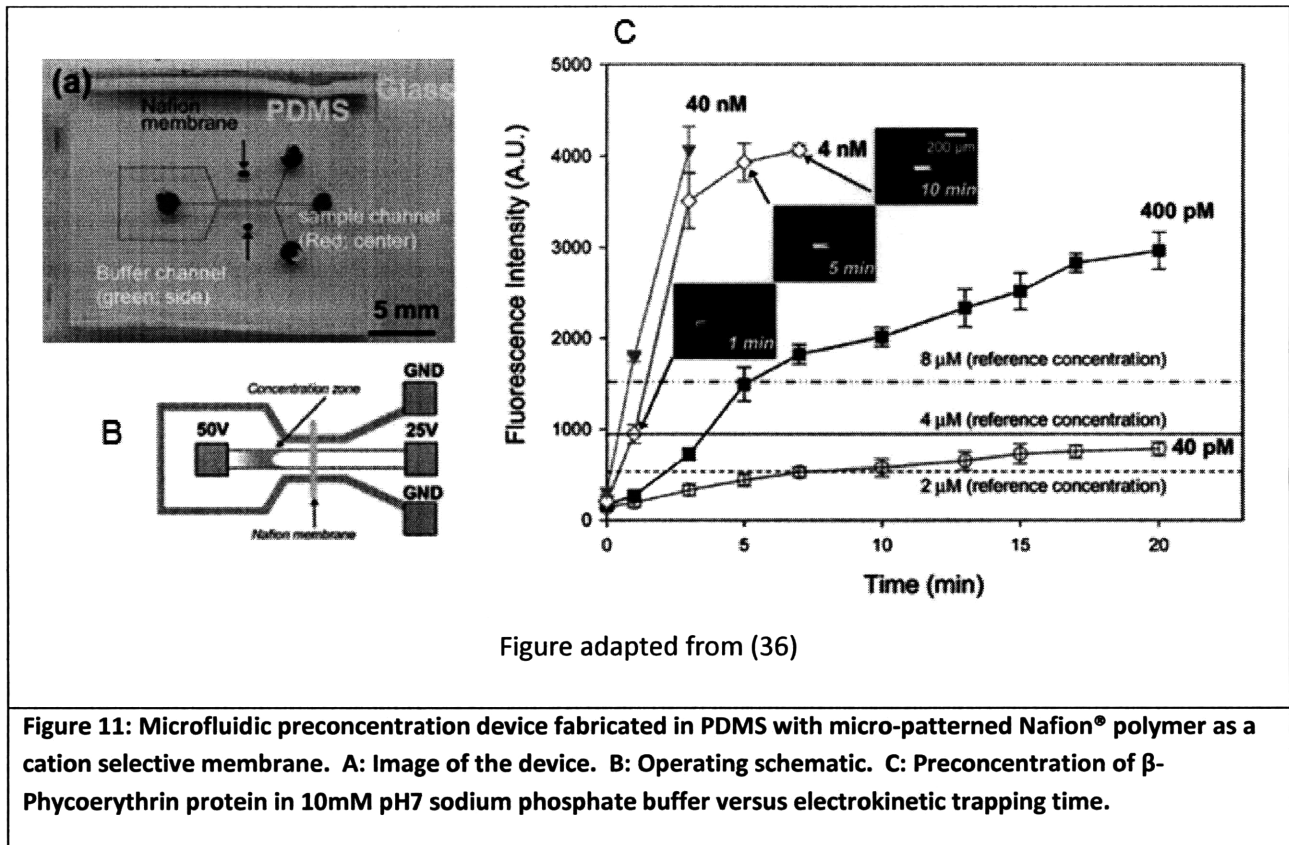 (a)
Glass
PDMS
Nafion
membrane
sample channel
(Red: center)
Buffer channel
(green: side)
5 mm
B
Concentration zone
GND
50V
25V
GND
Nafion membrane
C
Fluorescence Intensity (A.U.)
5000
4000
3000
2000
1000
0
40 nM
4 nM
200 µm
10 min
5 min
1 min
400 pM
8 µM (reference concentration)
4 µM (reference concentration)
40 pM
2 µM (reference concentration)
0
5
10
15
20
Time (min)
Figure adapted from (36)
Figure 11: Microfluidic preconcentration device fabricated in PDMS with micro-patterned Nafion® polymer as a
cation selective membrane. A: Image of the device. B: Operating schematic. C: Preconcentration of β-
Phycoerythrin protein in 10mM pH7 sodium phosphate buffer versus electrokinetic trapping time.